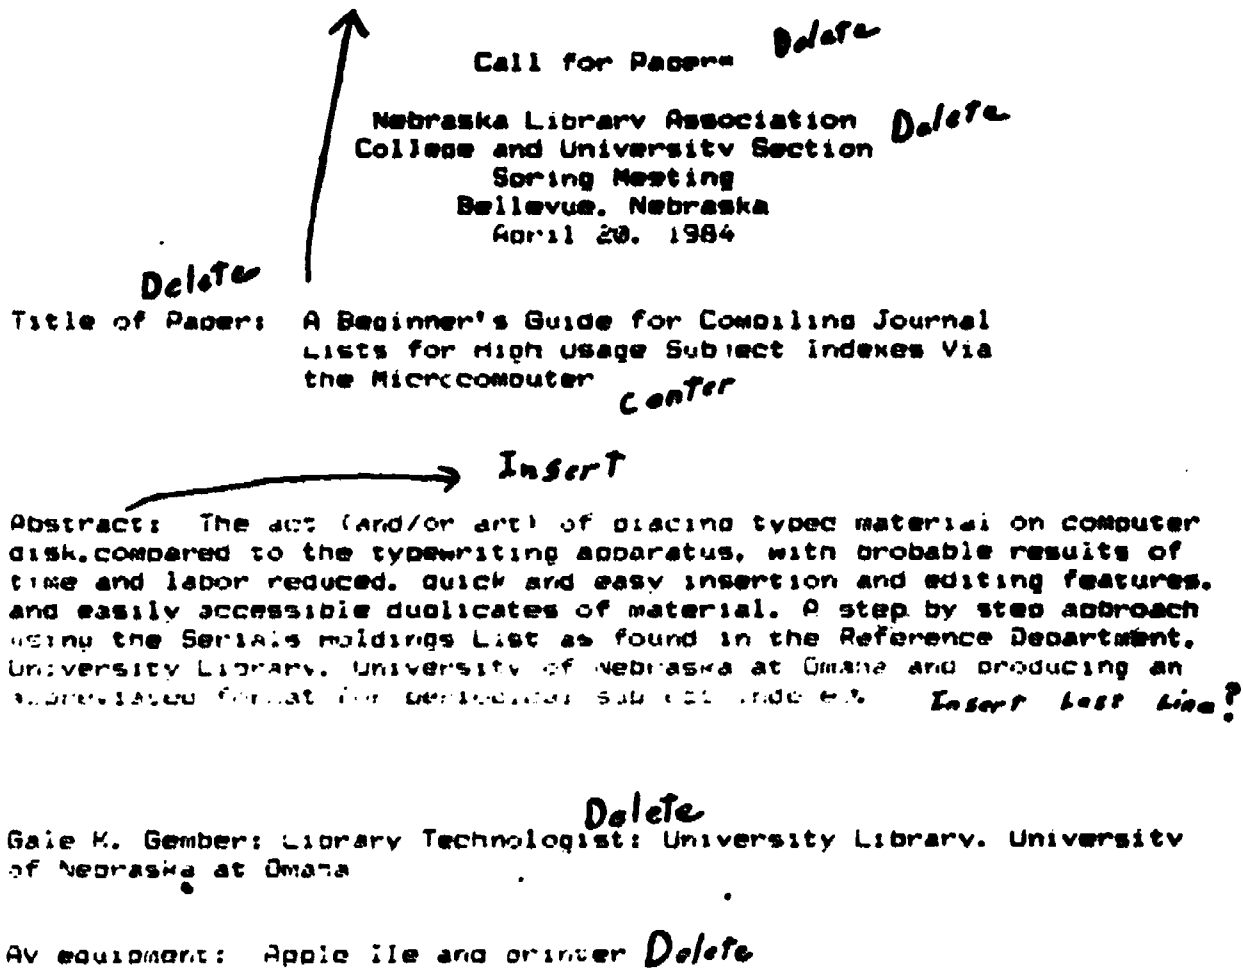 Call for Papers Delete
Nebraska Library Association Delete
College and University Section
Spring Meeting
Bellevue, Nebraska
April 20, 1984
Delete
Title of Paper: A Beginner's Guide for Compiling Journal
Lists for High Usage Subject Indexes Via
the Microcomputer
Center
Insert
Abstract: The act (and/or art) of placing typed material on computer
disk, compared to the typewriting apparatus, with probable results of
time and labor reduced, quick and easy insertion and editing features,
and easily accessible duplicates of material. A step by step approach
using the Serials Holdings List as found in the Reference Department,
University Library, University of Nebraska at Omaha and producing an
abbreviated format for periodical subject indexes. Insert Last Line?
Delete
Gale K. Gember: Library Technologist: University Library, University
of Nebraska at Omaha
Av equipment: Apple IIe and printer Delete